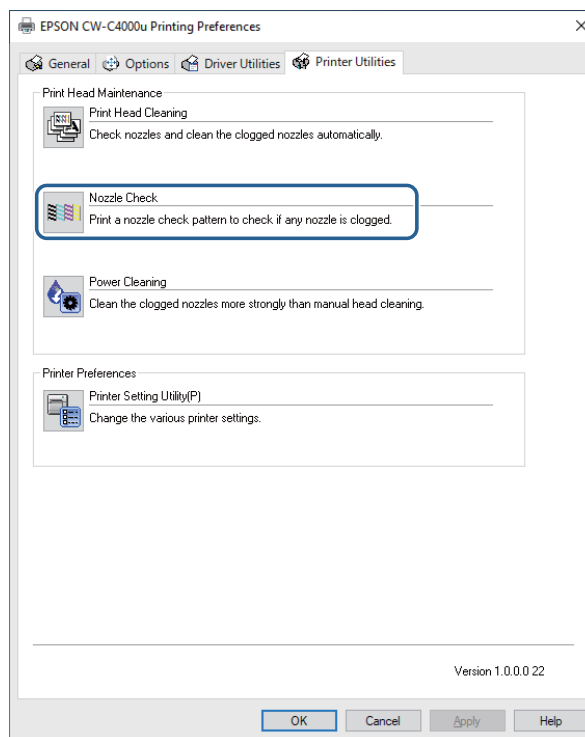 EPSON CW-C4000u Printing Preferences
General Options Driver Utilities Printer Utilities
Print Head Maintenance
Print Head Cleaning
Check nozzles and clean the clogged nozzles automatically.
Nozzle Check
Print a nozzle check pattern to check if any nozzle is clogged.
Power Cleaning
Clean the clogged nozzles more strongly than manual head cleaning.
Printer Preferences
Printer Setting Utility(P)
Change the various printer settings.
Version 1.0.0.0 22
OK Cancel Apply Help